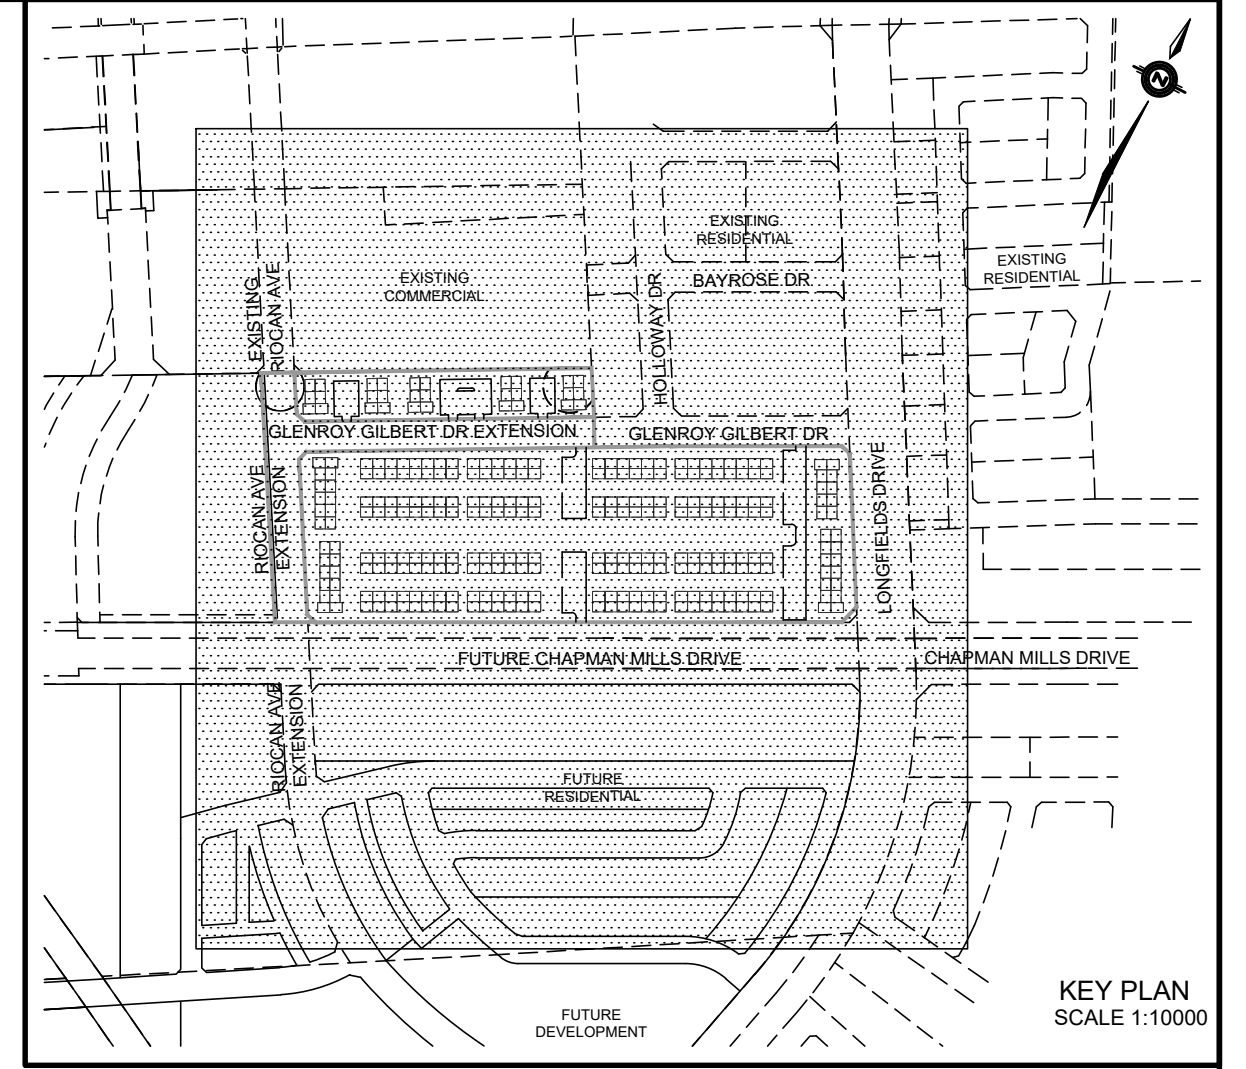 N
EXISTING
RESIDENTIAL
EXISTING
RESIDENTIAL
EXISTING
COMMERCIAL
BAYROSE DR
EXISTING
RIOCAN AVE
HOLLOWAY DR
GLENROY GILBERT DR EXTENSION
GLENROY GILBERT DR
RIOCAN AVE
EXTENSION
LONGFIELDS DRIVE
FUTURE CHAPMAN MILLS DRIVE
CHAPMAN MILLS DRIVE
RIOCAN AVE
EXTENSION
FUTURE
RESIDENTIAL
KEY PLAN
SCALE 1:10000
FUTURE
DEVELOPMENT